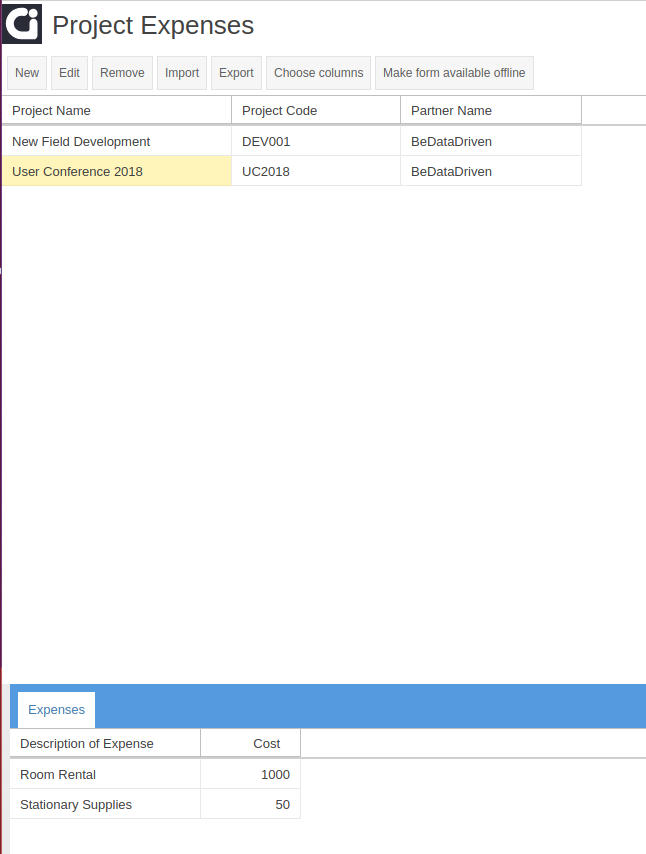 Project Expenses
New Edit Remove Import Export Choose columns Make form available offline
Project Name Project Code Partner Name
New Field Development DEV001 BeDataDriven
User Conference 2018 UC2018 BeDataDriven
Expenses
Description of Expense Cost
Room Rental 1000
Stationary Supplies 50